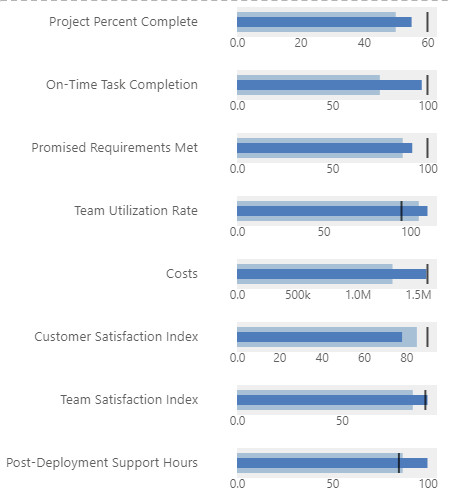 Project Percent Complete
0.0 20 40 60
On-Time Task Completion
0.0 50 100
Promised Requirements Met
0.0 50 100
Team Utilization Rate
0.0 50 100
Costs
0.0 500k 1.0M 1.5M
Customer Satisfaction Index
0.0 20 40 60 80
Team Satisfaction Index
0.0 50
Post-Deployment Support Hours
0.0 50 100